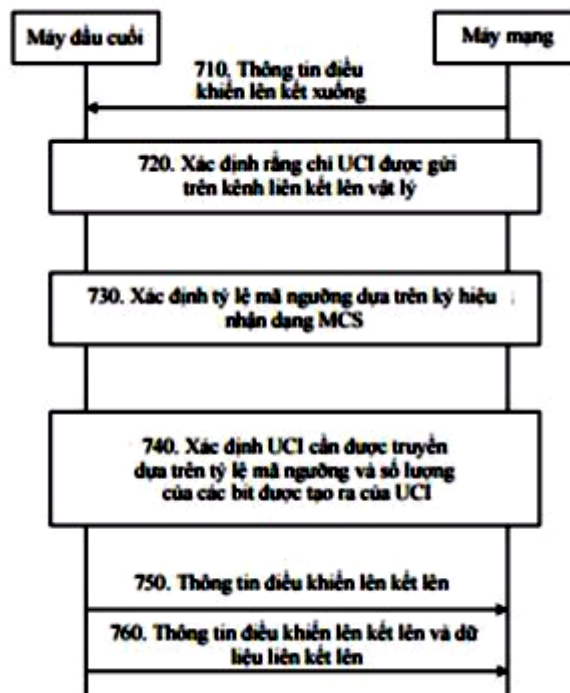 Máy đầu cuối
Máy mạng
710. Thông tin điều
khiển lên kết xuống
720. Xác định rằng chỉ UCI được gửi
trên kênh liên kết lên vật lý
730. Xác định tỷ lệ mã ngưỡng dựa trên ký hiệu
nhận dạng MCS
740. Xác định UCI cần được truyền
dựa trên tỷ lệ mã ngưỡng và số lượng
của các bit được tạo ra của UCI
750. Thông tin điều khiển lên kết lên
760. Thông tin điều khiển lên kết lên và dữ
liệu liên kết lên